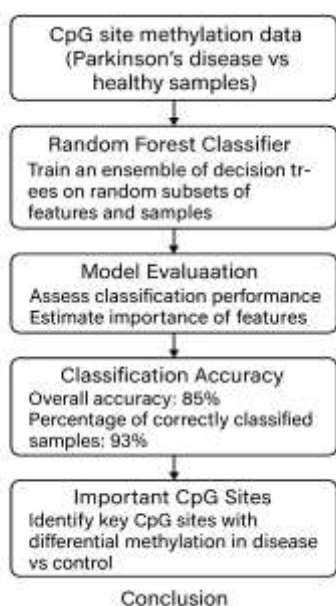 CpG site methylation data
(Parkinson's disease vs
healthy samples)
Random Forest Classifier
Train an ensemble of decision tr-
ees on random subsets of
features and samples
Model Evaluaation
Assess classification performance
Estimate importance of features
Classification Accuracy
Overall accuracy: 85%
Percentage of correctly classified
samples: 93%
Important CpG Sites
Identify key CpG sites with
differential methylation in disease
vs control
Conclusion